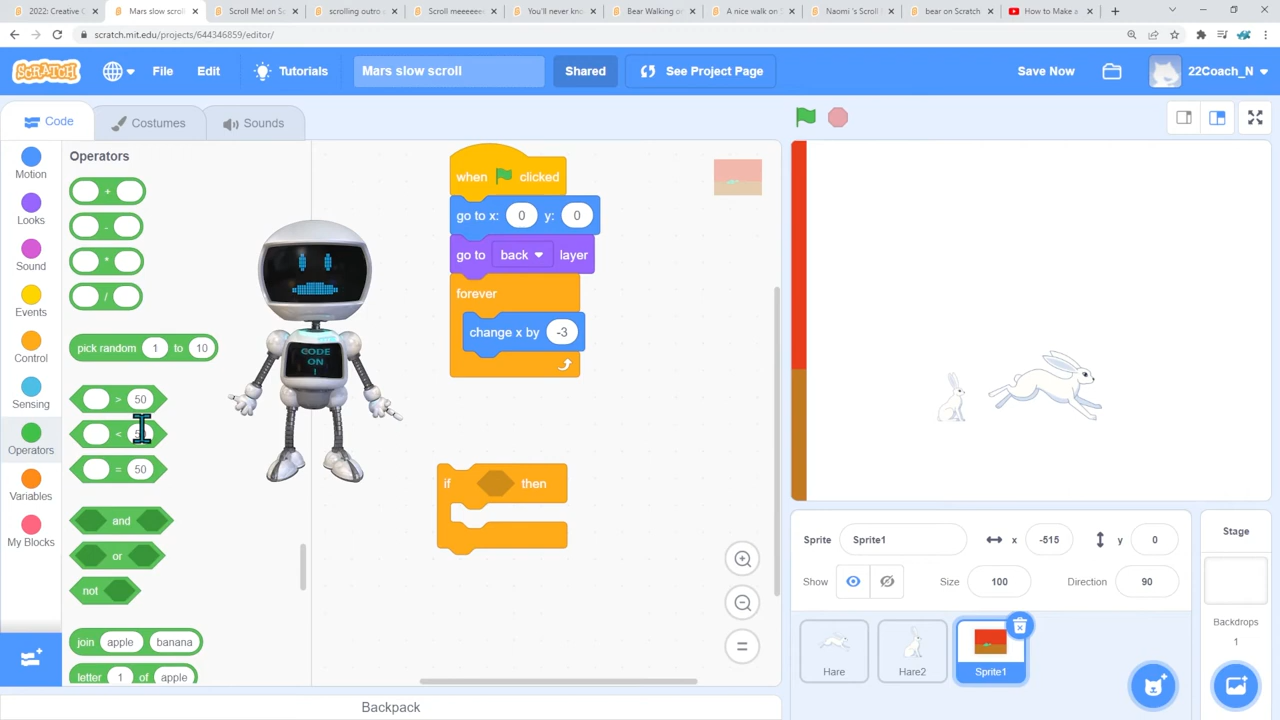 2022: Creative C
Mars slow scroll
Scroll Me! on Sc
scrolling outro c
Scroll meeeee
You'll never kno
Bear Walking o
A nice walk on S
Naomi 's Scroll
bear on Scratch
How to Make a
scratch.mit.edu/projects/644346859/editor/
SCRATCH
File
Edit
Tutorials
Mars slow scroll
Shared
See Project Page
Save Now
22Coach_N
Code
Costumes
Sounds
Motion
Looks
Sound
Events
Control
Sensing
Operators
Variables
My Blocks
Operators
+
-
*
/
pick random 1 to 10
> 50
<
= 50
and
or
not
join apple banana
letter 1 of apple
CODE
ON
1
when clicked
go to x: 0 y: 0
go to back layer
forever
change x by -3
if then
Backpack
Sprite Sprite1 x -515 y 0
Show Size 100 Direction 90
Hare
Hare2
Sprite1
Stage
Backdrops
1